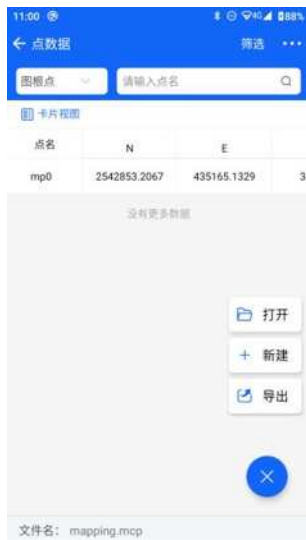 11:00 4G 88%
点数据 筛选
图根点 请输入点名
卡片视图
点名 N E
mp0 2542853.2067 435165.1329 3
没有更多数据
打开
新建
导出
文件名： mapping.mcp